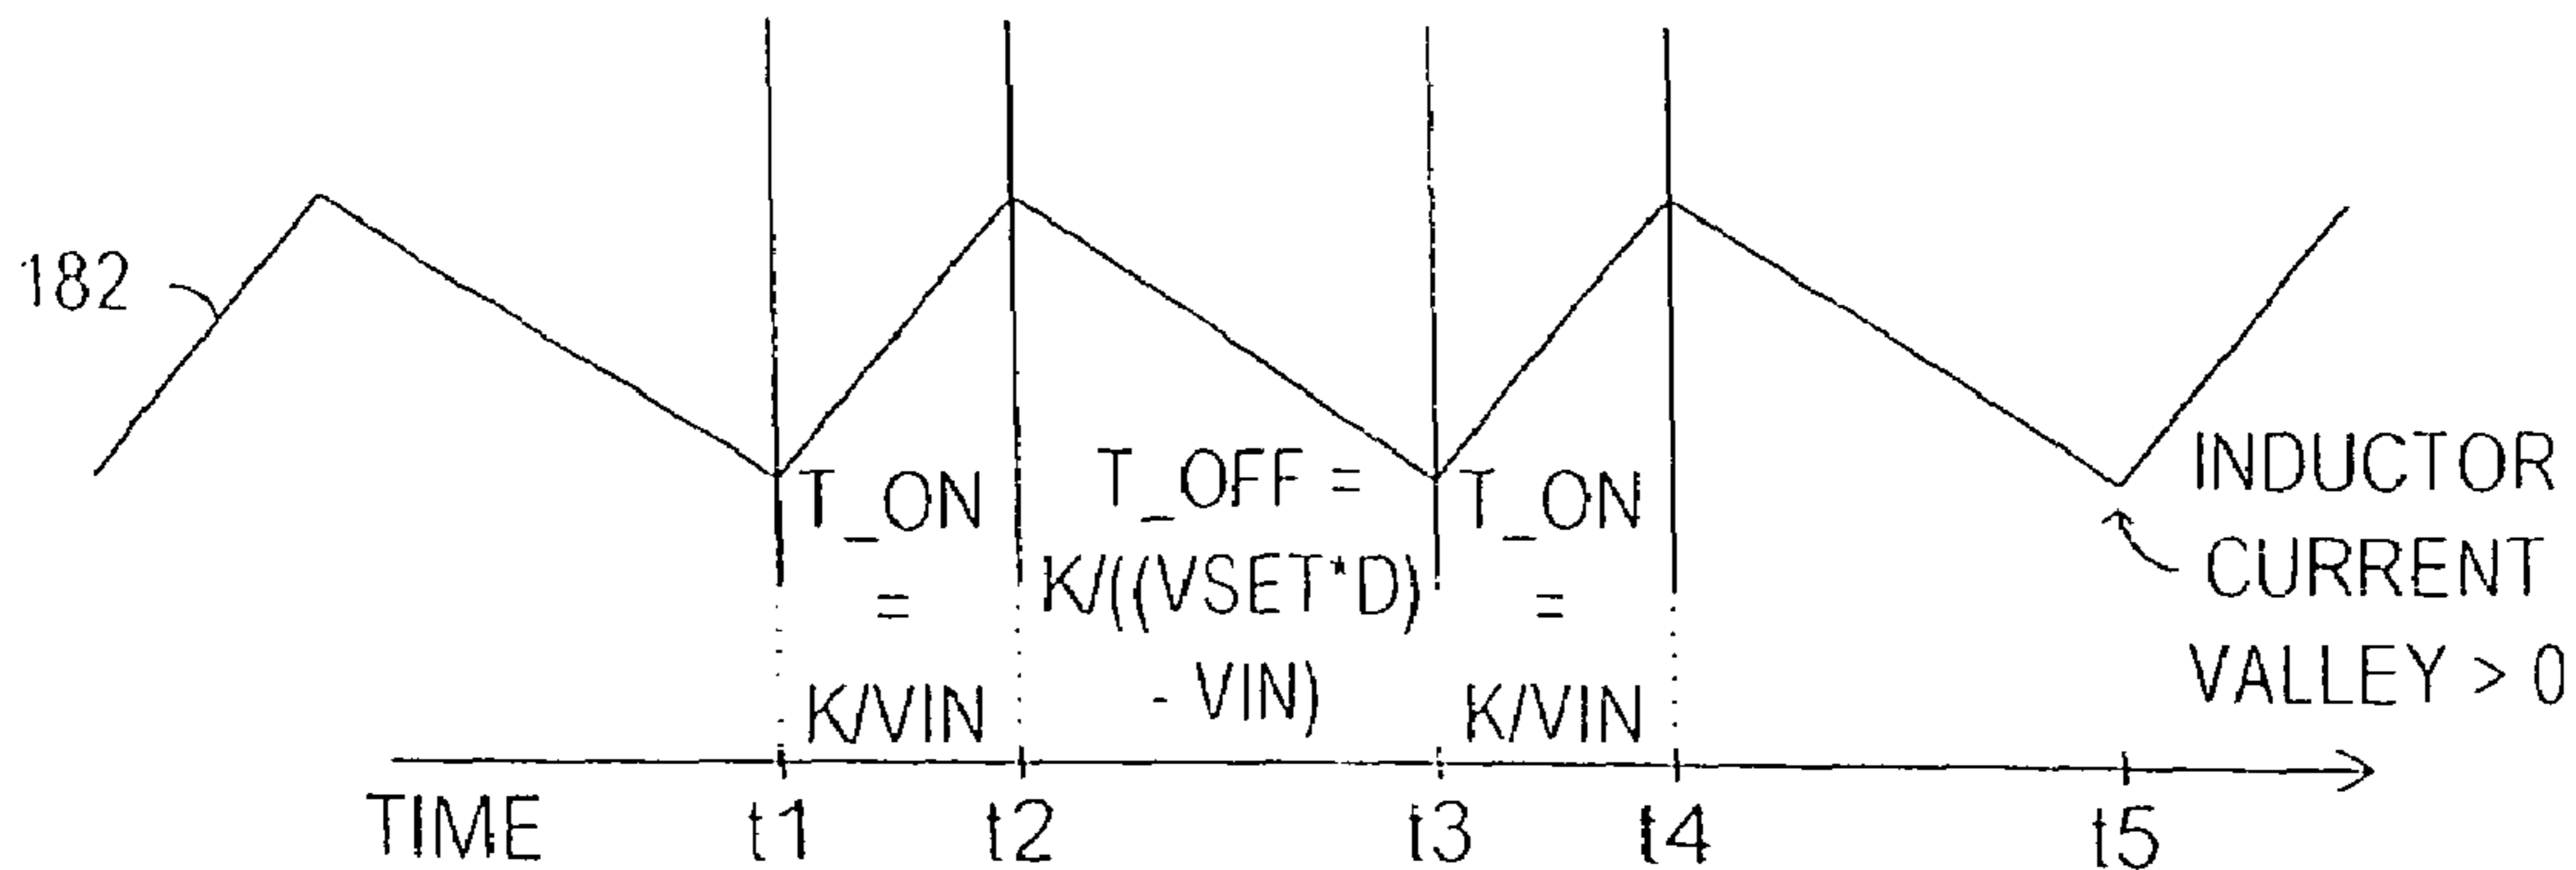 182
T_ON
=
K/VIN
T_OFF =
K/((VSET*D)
- VIN)
T_ON
=
K/VIN
INDUCTOR
CURRENT
VALLEY > 0
TIME
t1
t2
t3
t4
t5